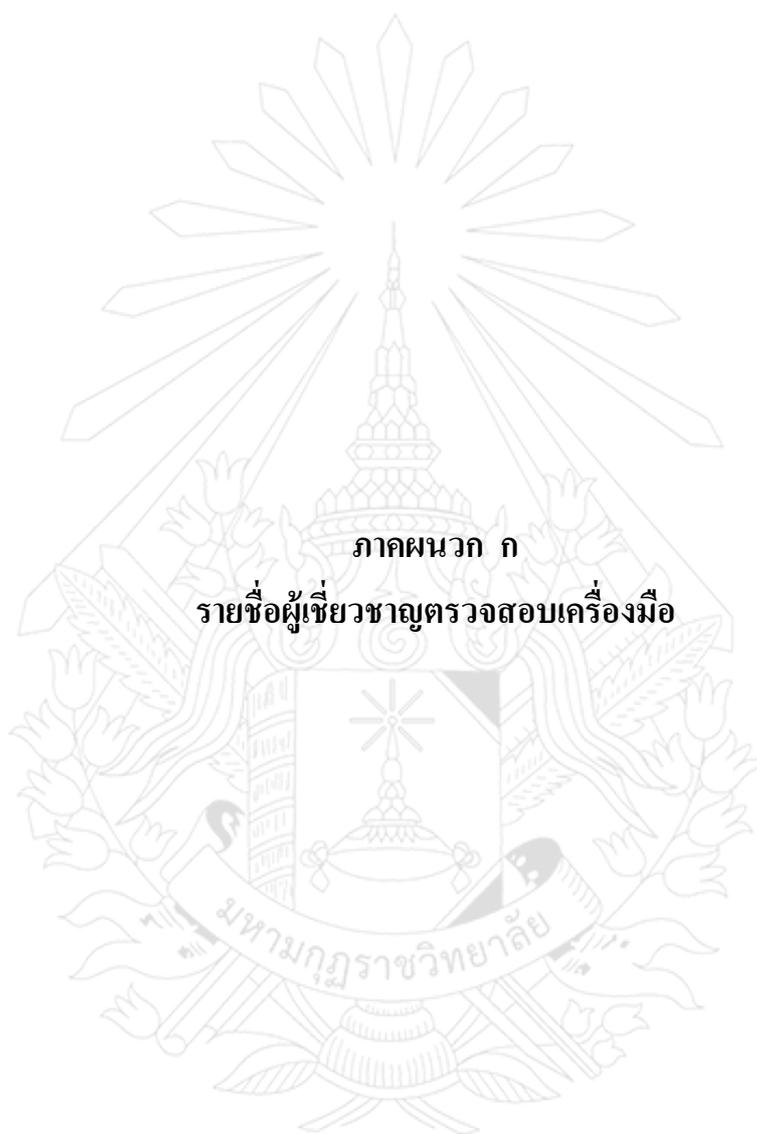 ภาคผนวก ก
รายชื่อผู้เชี่ยวชาญตรวจสอบเครื่องมือ
มหามกุฏราชวิทยาลัย